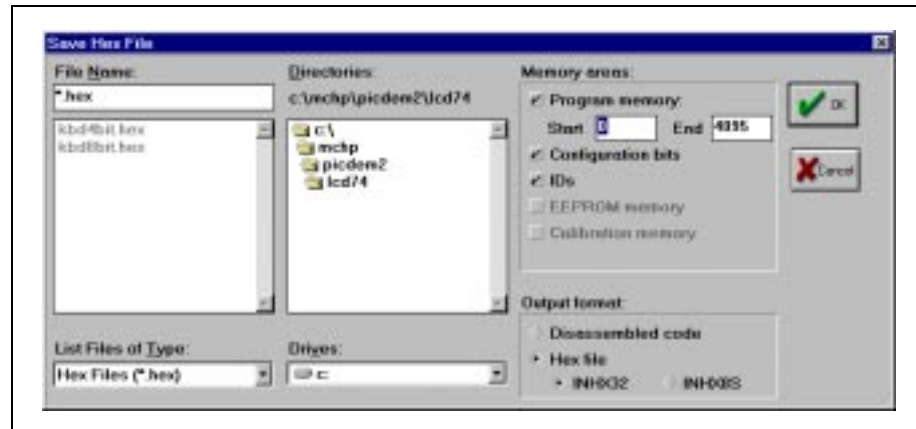 Save Hex File
File Name:
*.hex
kbd4bit.hex
kbd8bit.hex
List Files of Type:
Hex Files (*.hex)
Directories:
c:\mchp\picdem2\lcd74
c:\
mchp
picdem2
lcd74
Drives:
c:
Memory areas:
Program memory:
Start 0 End 4095
Configuration bits
IDs
EEPROM memory
Calibration memory
Output format:
Disassembled code
Hex file
INHX32 INHX8S
OK
Cancel